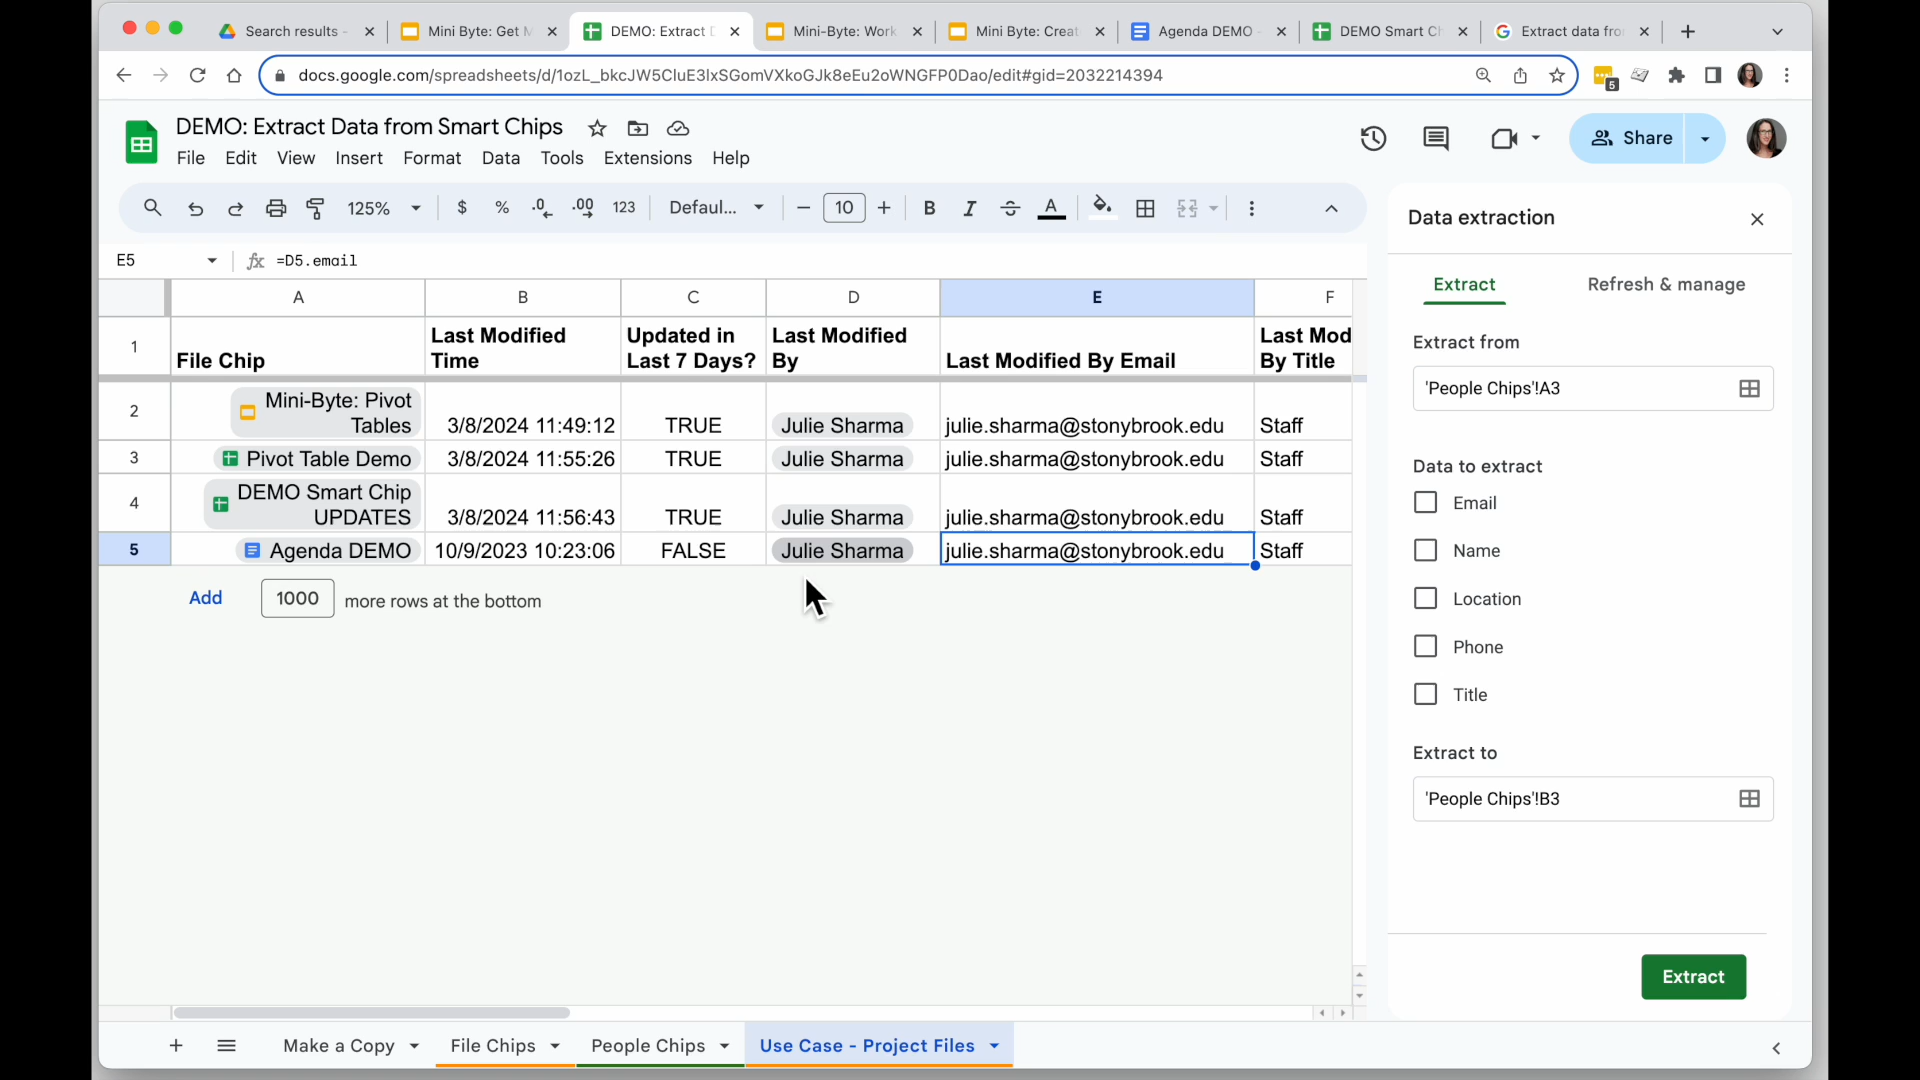 Search results -
Mini Byte: Get M
DEMO: Extract D
Mini-Byte: Work
Mini Byte: Creat
Agenda DEMO -
DEMO Smart Ch
Extract data fro
docs.google.com/spreadsheets/d/1ozL_bkcJW5CluE3lxSGomVXkoGJk8eEu2oWNGFP0Dao/edit#gid=2032214394
5
DEMO: Extract Data from Smart Chips
File Edit View Insert Format Data Tools Extensions Help
Share
125% $ % .0 .00 123 Defaul... 10 B I A
E5
fx =D5.email
A B C D E F
1 File Chip
Last Modified
Time
Updated in
Last 7 Days?
Last Modified
By
Last Modified By Email
Last Mod
By Title
2 Mini-Byte: Pivot
Tables 3/8/2024 11:49:12 TRUE Julie Sharma julie.sharma@stonybrook.edu Staff
3 Pivot Table Demo 3/8/2024 11:55:26 TRUE Julie Sharma julie.sharma@stonybrook.edu Staff
4 DEMO Smart Chip
UPDATES 3/8/2024 11:56:43 TRUE Julie Sharma julie.sharma@stonybrook.edu Staff
5 Agenda DEMO 10/9/2023 10:23:06 FALSE Julie Sharma julie.sharma@stonybrook.edu Staff
Add 1000 more rows at the bottom
Data extraction
Extract Refresh & manage
Extract from
'People Chips'!A3
Data to extract
Email
Name
Location
Phone
Title
Extract to
'People Chips'!B3
Extract
Make a Copy File Chips People Chips Use Case - Project Files